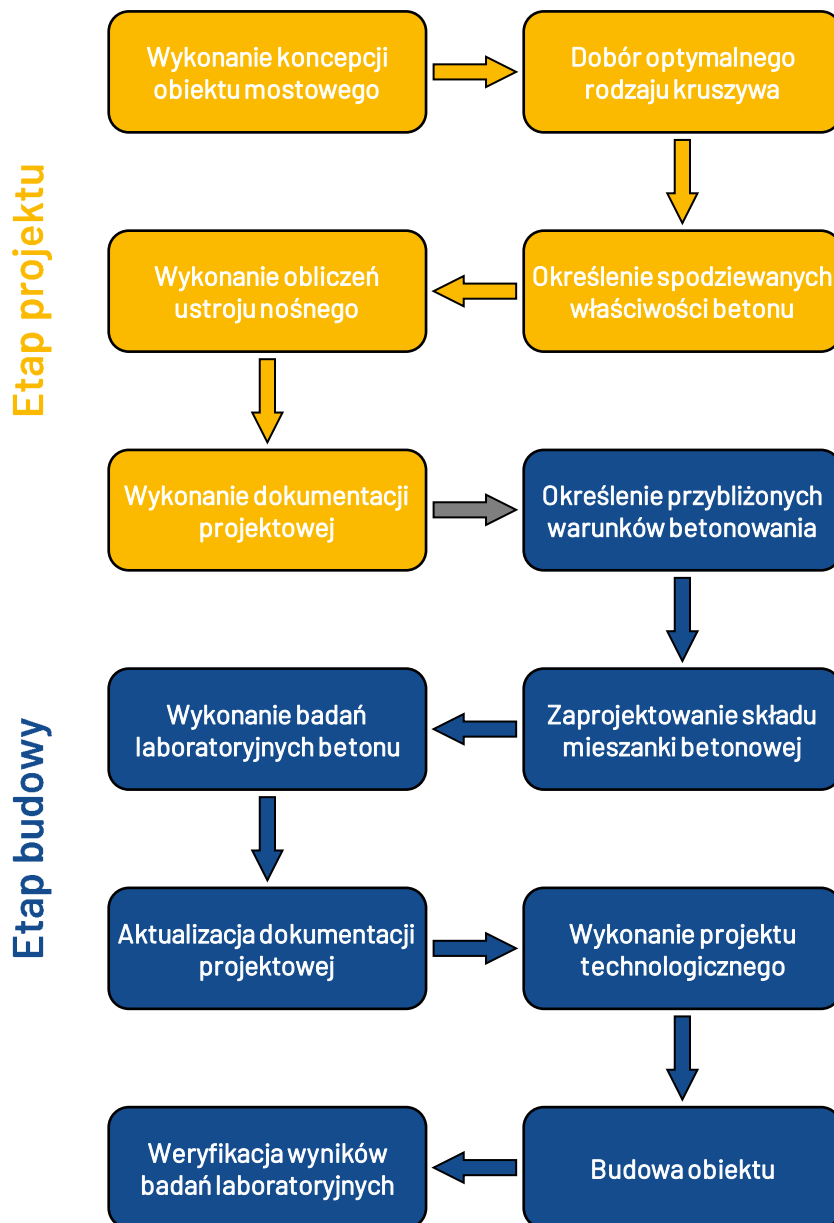 Etap projektu
Wykonanie koncepcji
obiektu mostowego
Dobór optymalnego
rodzaju kruszywa
Określenie spodziewanych
właściwości betonu
Wykonanie obliczeń
ustroju nośnego
Wykonanie dokumentacji
projektowej
Etap budowy
Określenie przybliżonych
warunków betonowania
Zaprojektowanie składu
mieszanki betonowej
Wykonanie badań
laboratoryjnych betonu
Aktualizacja dokumentacji
projektowej
Wykonanie projektu
technologicznego
Budowa obiektu
Weryfikacja wyników
badań laboratoryjnych